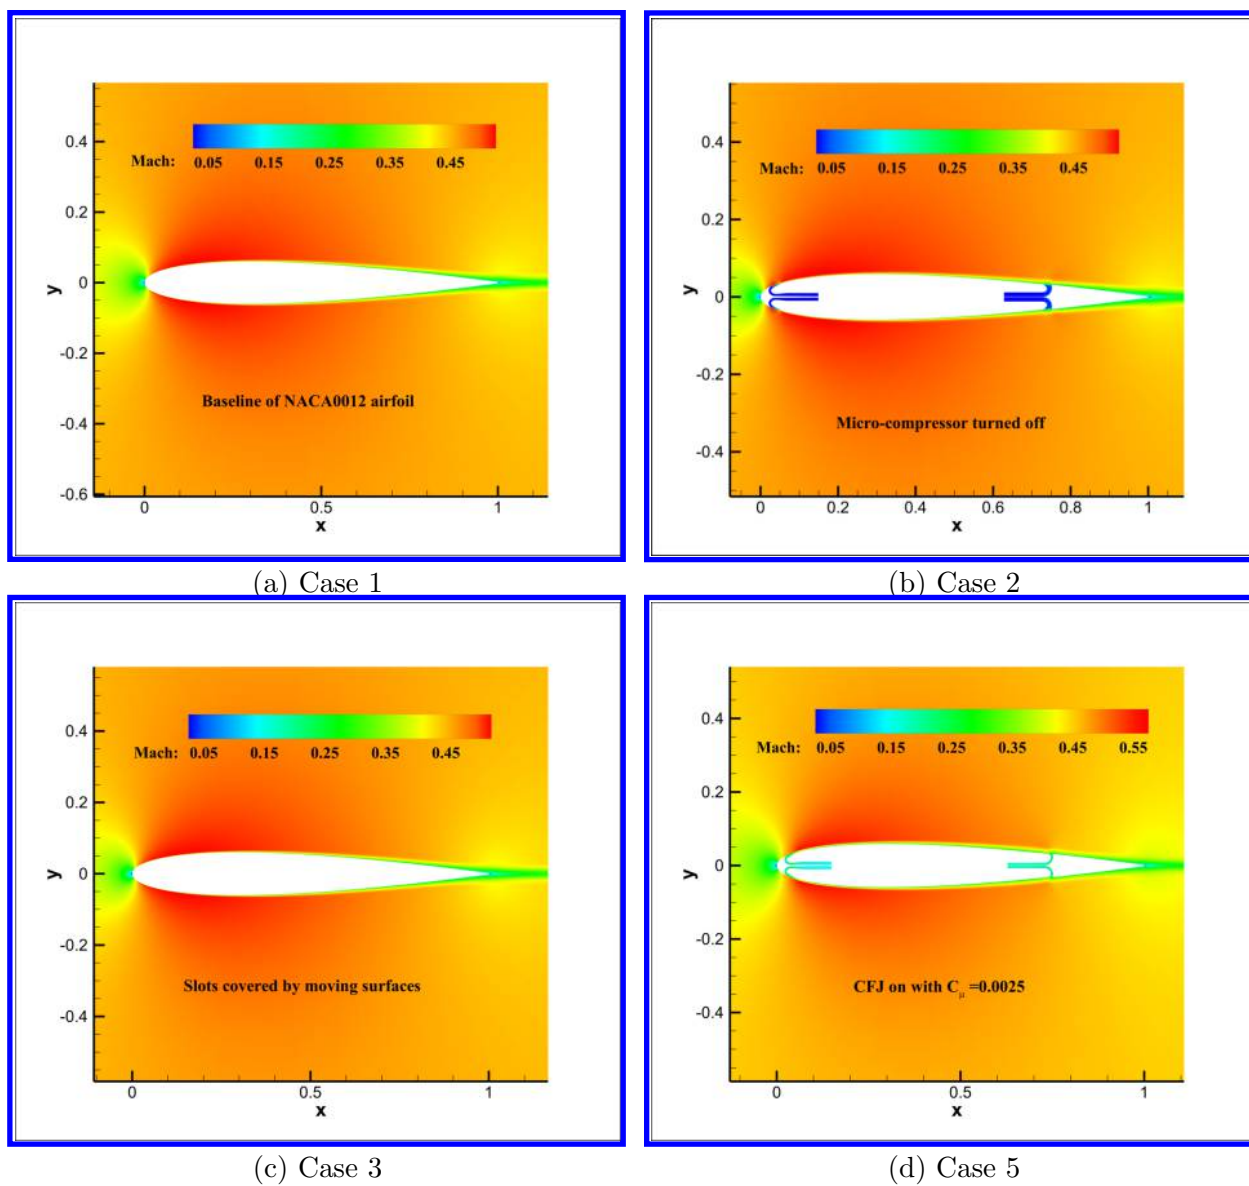 0.4
0.2
0
-0.2
-0.4
-0.6
y
Mach: 0.05 0.15 0.25 0.35 0.45
Baseline of NACA0012 airfoil
0 0.5 1
x
(a) Case 1
0.4
0.2
0
-0.2
-0.4
y
Mach: 0.05 0.15 0.25 0.35 0.45
Micro-compressor turned off
0 0.2 0.4 0.6 0.8 1
x
(b) Case 2
0.4
0.2
0
-0.2
-0.4
y
Mach: 0.05 0.15 0.25 0.35 0.45
Slots covered by moving surfaces
0 0.5 1
x
(c) Case 3
0.4
0.2
0
-0.2
-0.4
y
Mach: 0.05 0.15 0.25 0.35 0.45 0.55
CFJ on with Cμ =0.0025
0 0.5 1
x
(d) Case 5